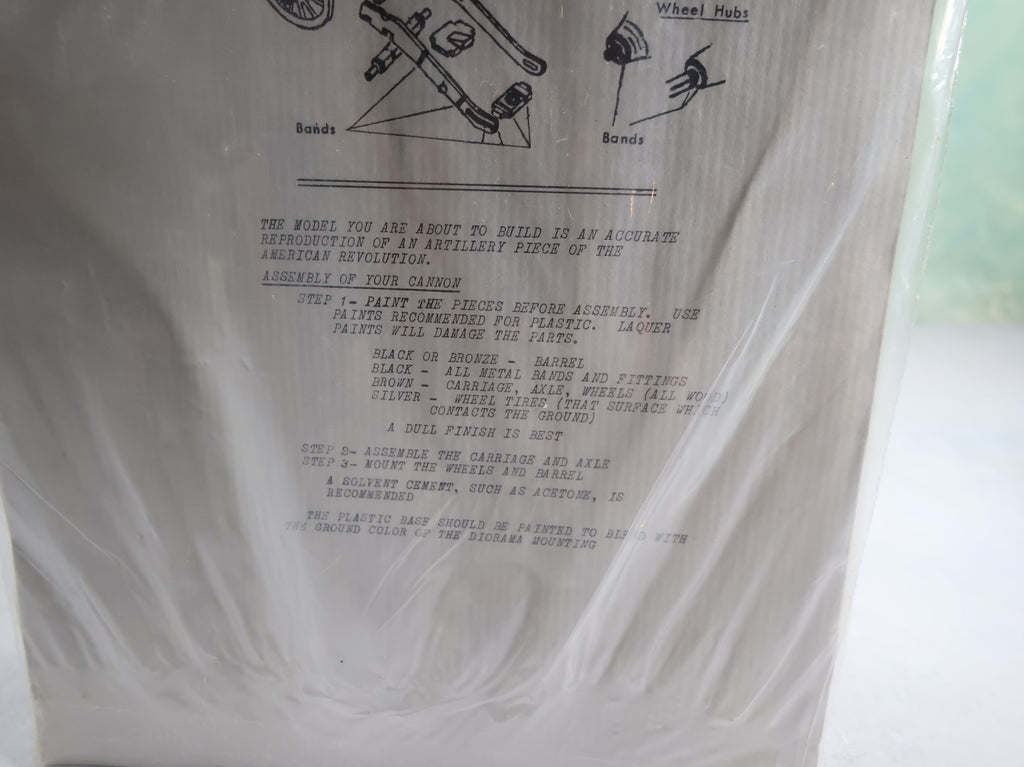 Wheel Hubs
Bands
Bands
THE MODEL YOU ARE ABOUT TO BUILD IS AN ACCURATE
REPRODUCTION OF AN ARTILLERY PIECE OF THE
AMERICAN REVOLUTION.
ASSEMBLY OF YOUR CANNON
STEP 1- PAINT THE PIECES BEFORE ASSEMBLY. USE
PAINTS RECOMMENDED FOR PLASTIC. LAQUER
PAINTS WILL DAMAGE THE PARTS.
BLACK OR BRONZE - BARREL
BLACK - ALL METAL BANDS AND FITTINGS
BROWN - CARRIAGE, AXLE, WHEELS (ALL WOOD)
SILVER - WHEEL TIRES (THAT SURFACE WHICH
CONTACTS THE GROUND)
A DULL FINISH IS BEST
STEP 2- ASSEMBLE THE CARRIAGE AND AXLE
STEP 3- MOUNT THE WHEELS AND BARREL
A SOLVENT CEMENT, SUCH AS ACETONE, IS
RECOMMENDED
THE PLASTIC BASE SHOULD BE PAINTED TO BLEND WITH
THE GROUND COLOR OF THE DIORAMA MOUNTING